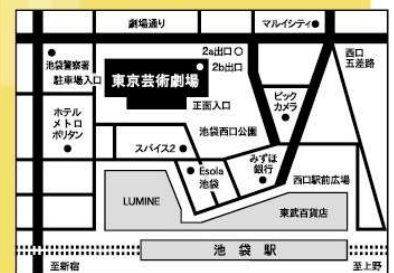 劇場通り
マルイシティ
2a出口
2b出口
西口
五差路
池袋警察署
駐車場入口
東京芸術劇場
正面入口
ビック
カメラ
ホテル
メトロ
ポリタン
池袋西口公園
スパイス2
みずほ
銀行
Esola
池袋
西口駅前広場
LUMINE
東武百貨店
池袋駅
至新宿
至上野